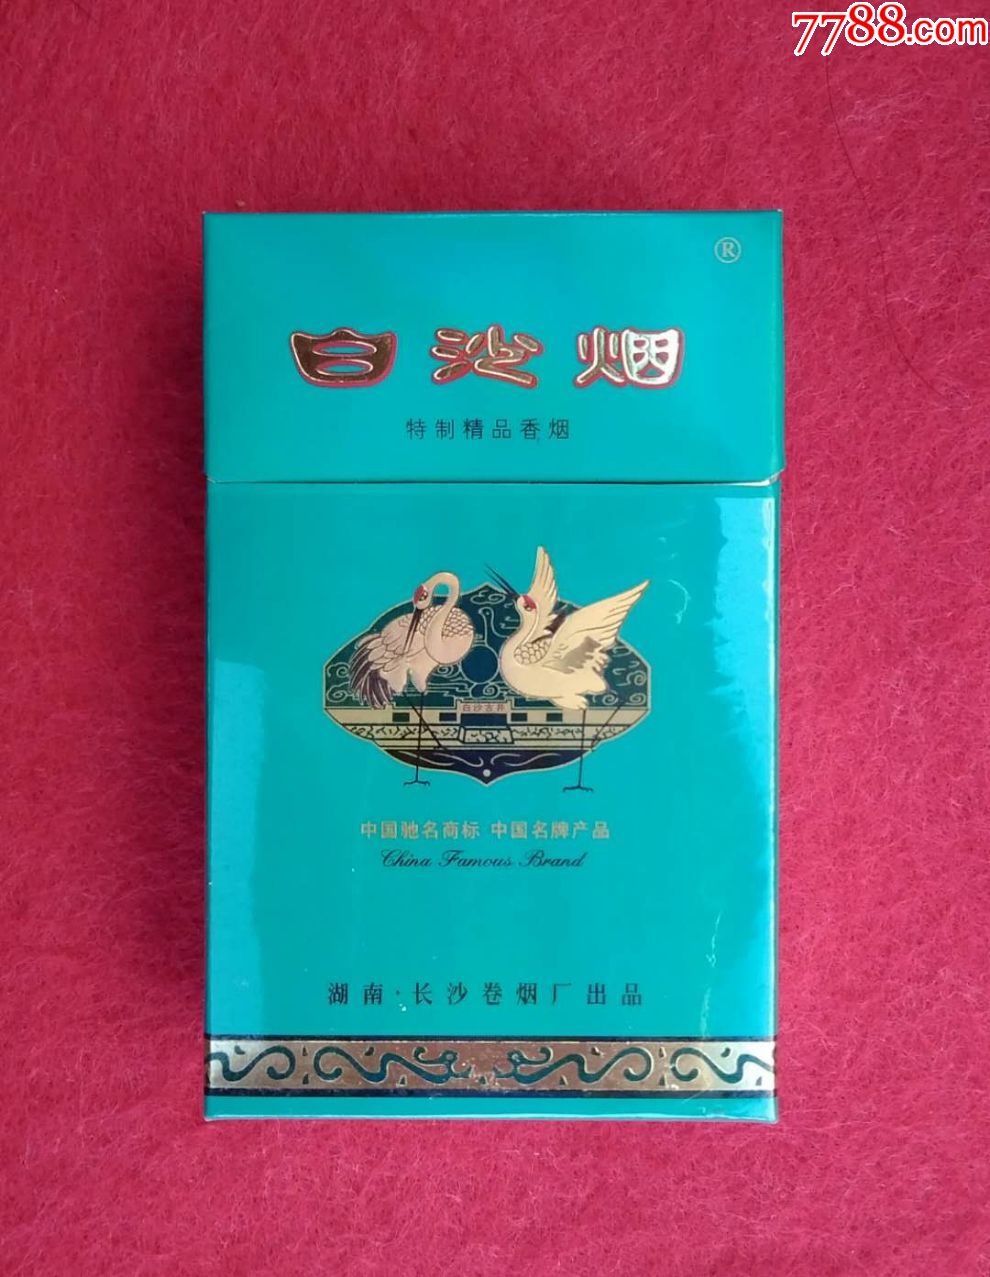 7788.com
®
白沙烟
特制精品香烟
白沙古井
中国驰名商标 中国名牌产品
China Famous Brand
湖南·长沙卷烟厂出品